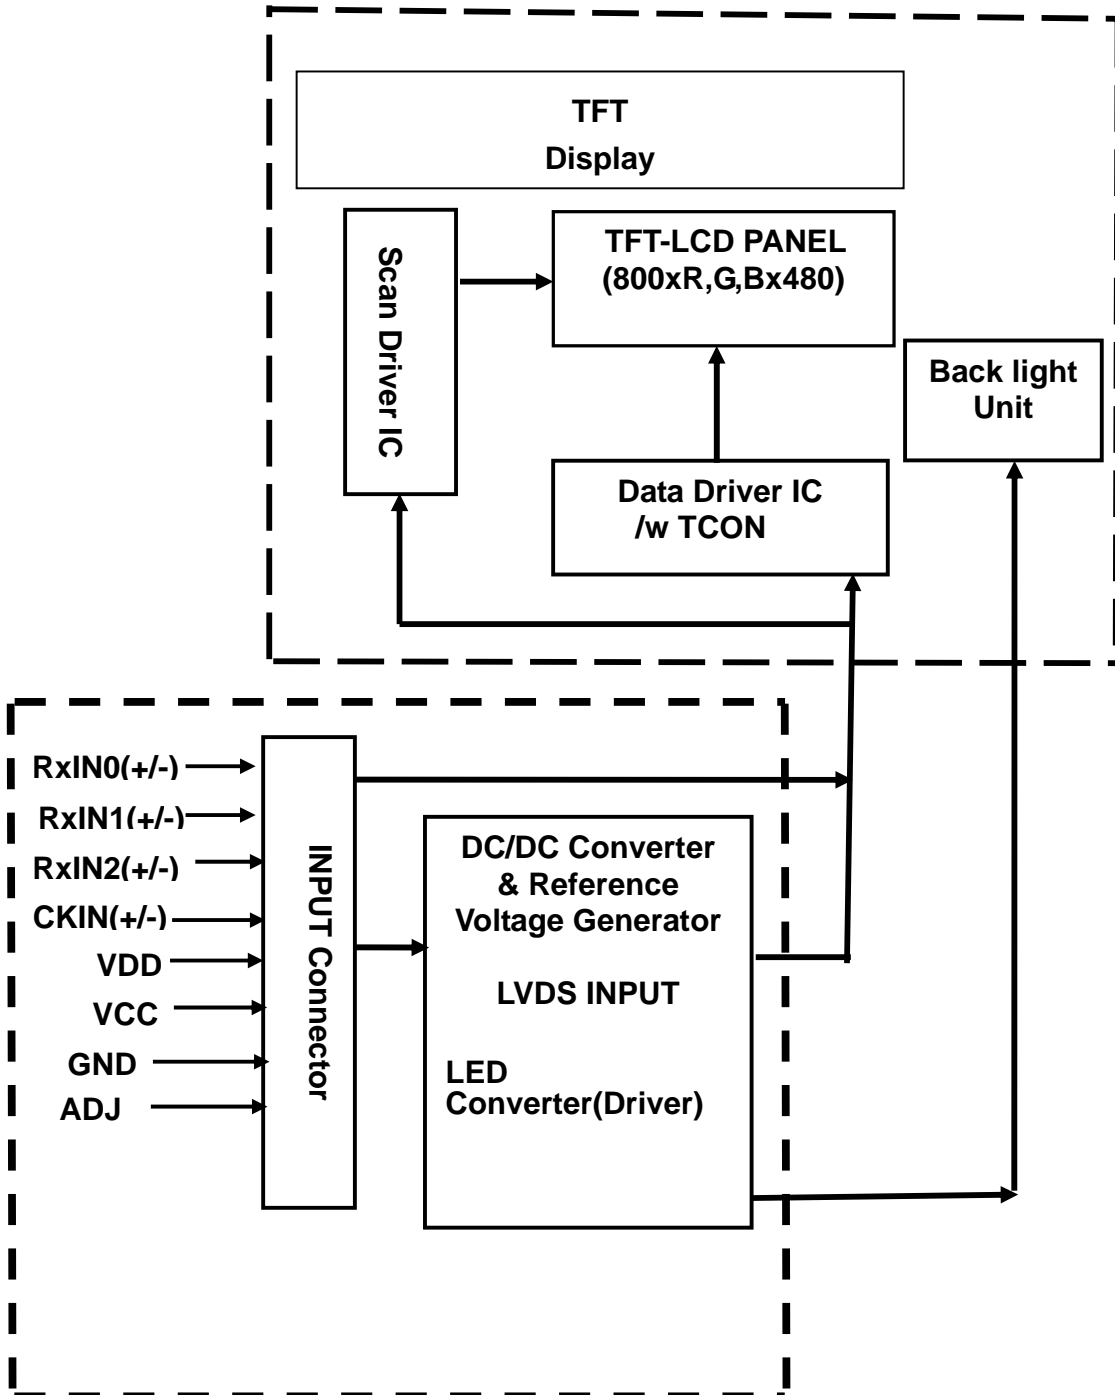 TFT
Display
TFT-LCD PANEL
(800xR,G,Bx480)
Scan Driver IC
Back light
Unit
Data Driver IC
/w TCON
RxIN0(+/-)
RxIN1(+/-)
RxIN2(+/-)
CKIN(+/-)
VDD
VCC
GND
ADJ
INPUT Connector
DC/DC Converter
& Reference
Voltage Generator
LVDS INPUT
LED
Converter(Driver)